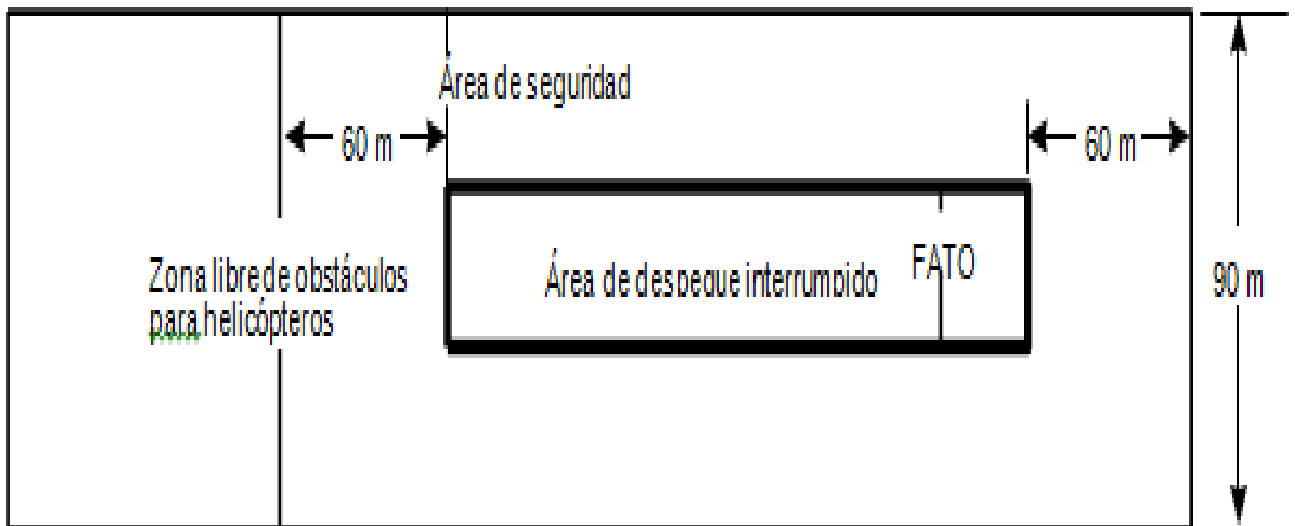 Área de seguridad
60 m
60 m
Zona libre de obstáculos
para helicópteros
Área de despeque interrumpido
FATO
90 m